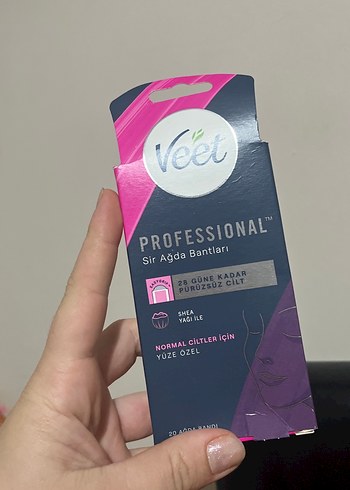 Veet
PROFESSIONAL™
Sir Ağda Bantları
28 GÜNE KADAR
PÜRÜZSÜZ CİLT
SHEA
YAĞI İLE
NORMAL CİLTLER İÇİN
YÜZE ÖZEL
20 AĞDA BANDI